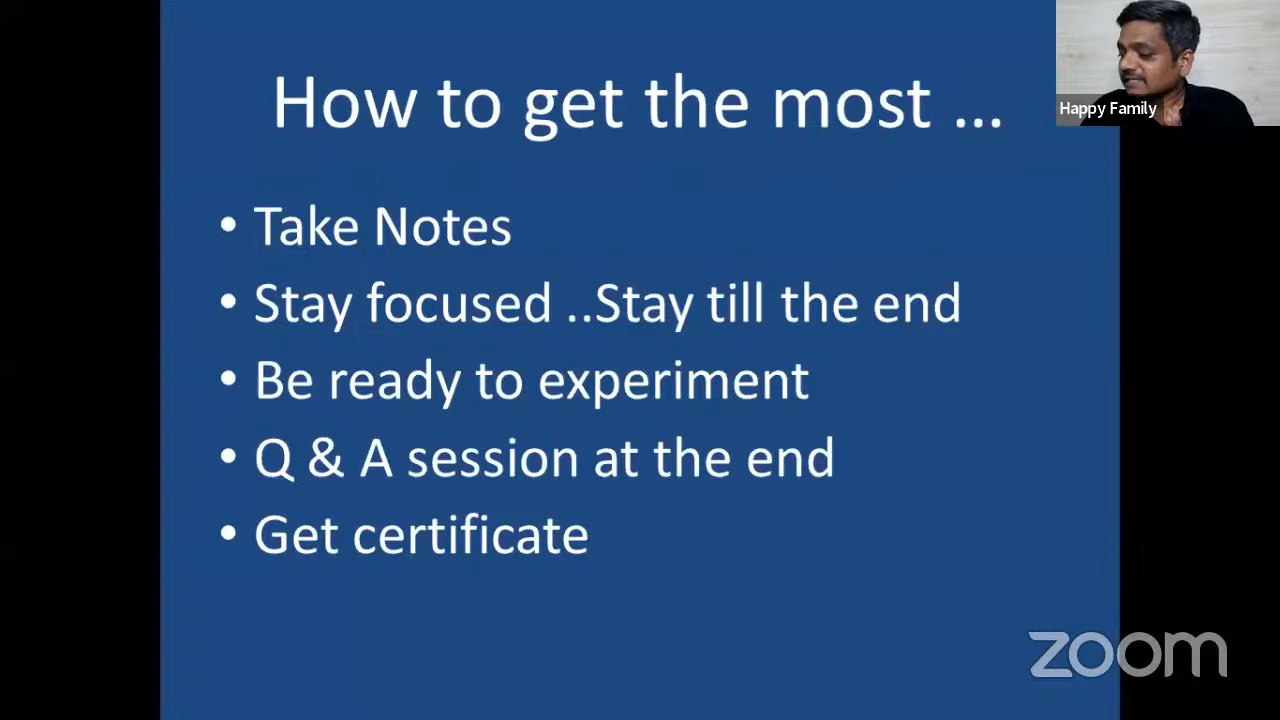 How to get the most ...
Happy Family
• Take Notes
• Stay focused ..Stay till the end
• Be ready to experiment
• Q & A session at the end
• Get certificate
zoom